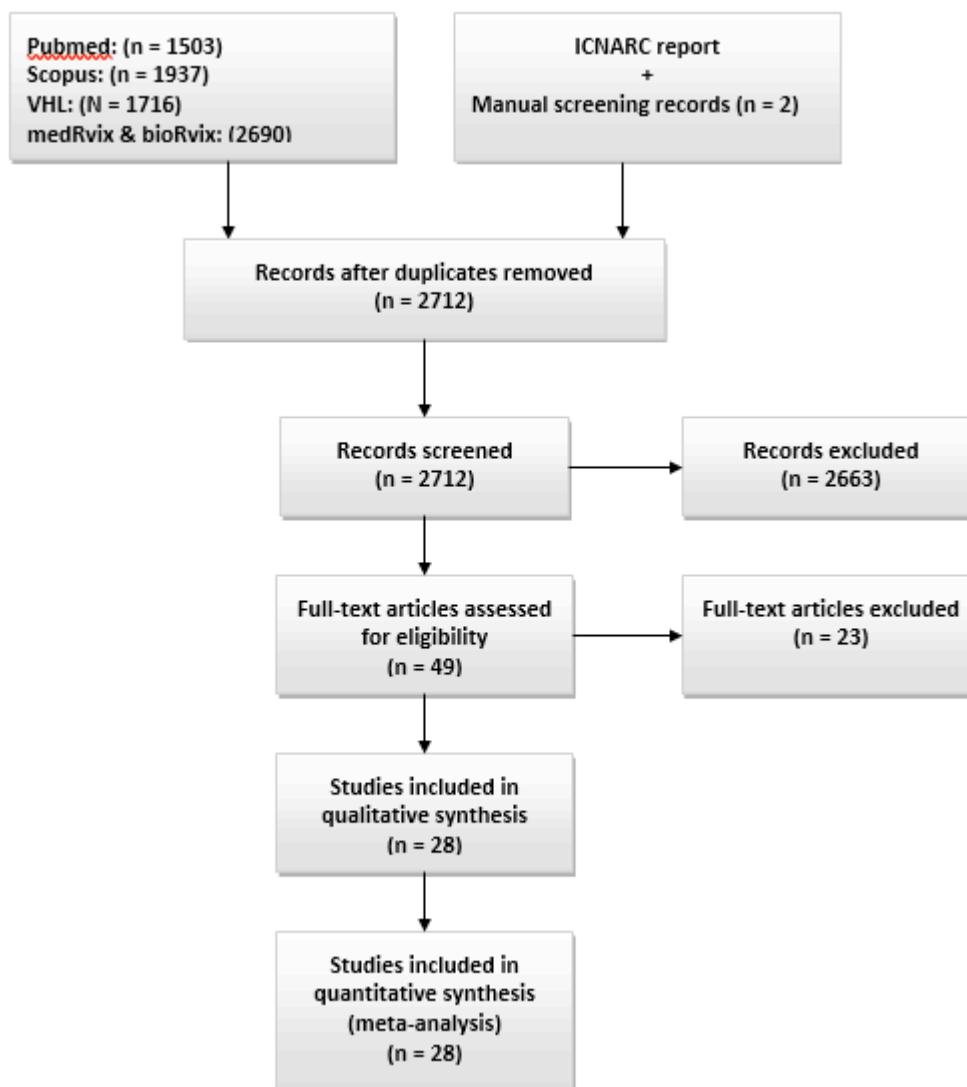 Pubmed: (n = 1503)
Scopus: (n = 1937)
VHL: (N = 1716)
medRvix & bioRvix: (2690)
ICNARC report
+
Manual screening records (n = 2)
Records after duplicates removed
(n = 2712)
Records screened
(n = 2712)
Records excluded
(n = 2663)
Full-text articles assessed
for eligibility
(n = 49)
Full-text articles excluded
(n = 23)
Studies included in
qualitative synthesis
(n = 28)
Studies included in
quantitative synthesis
(meta-analysis)
(n = 28)